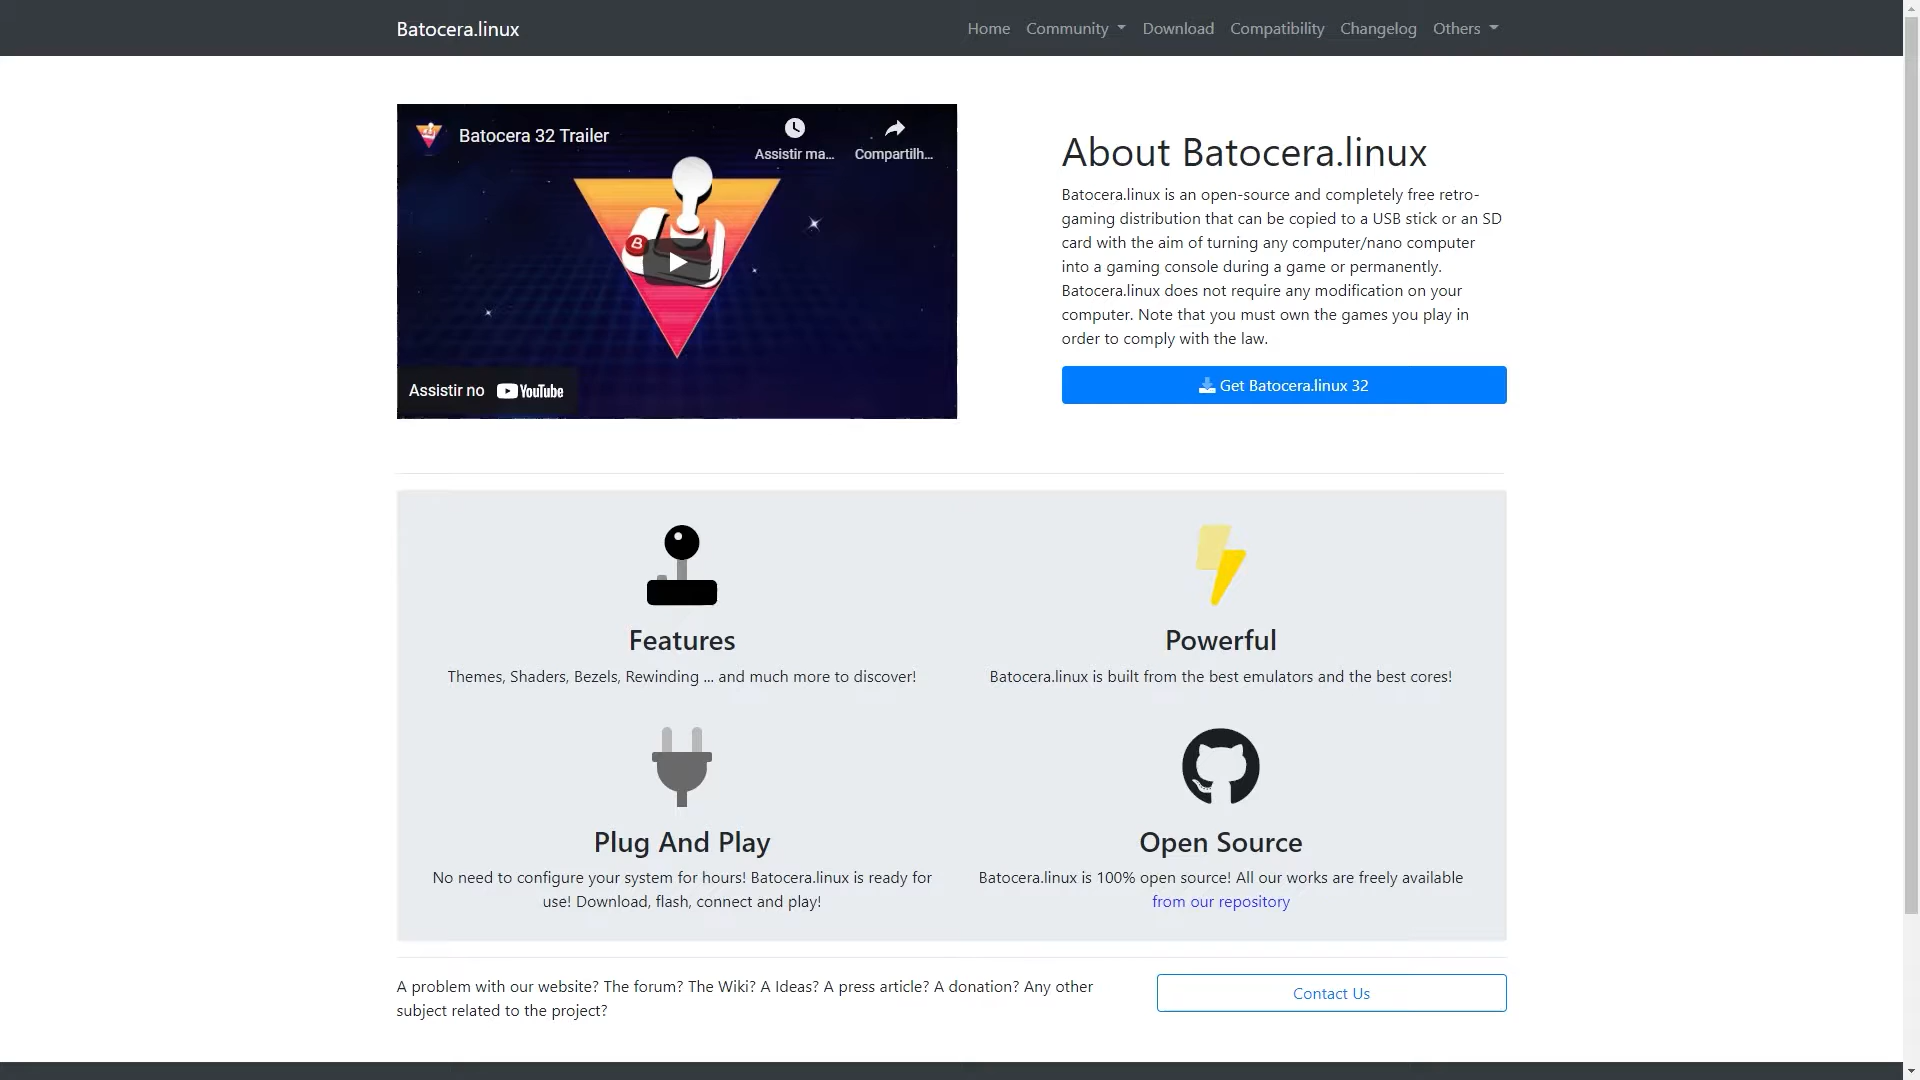 Batocera.linux
Home
Community
Download
Compatibility
Changelog
Others
Batocera 32 Trailer
Assistir ma...
Compartilh...
B
Assistir no YouTube
About Batocera.linux
Batocera.linux is an open-source and completely free retro-
gaming distribution that can be copied to a USB stick or an SD
card with the aim of turning any computer/nano computer
into a gaming console during a game or permanently.
Batocera.linux does not require any modification on your
computer. Note that you must own the games you play in
order to comply with the law.
Get Batocera.linux 32
Features
Themes, Shaders, Bezels, Rewinding ... and much more to discover!
Powerful
Batocera.linux is built from the best emulators and the best cores!
Plug And Play
No need to configure your system for hours! Batocera.linux is ready for
use! Download, flash, connect and play!
Open Source
Batocera.linux is 100% open source! All our works are freely available
from our repository
A problem with our website? The forum? The Wiki? A Ideas? A press article? A donation? Any other
subject related to the project?
Contact Us